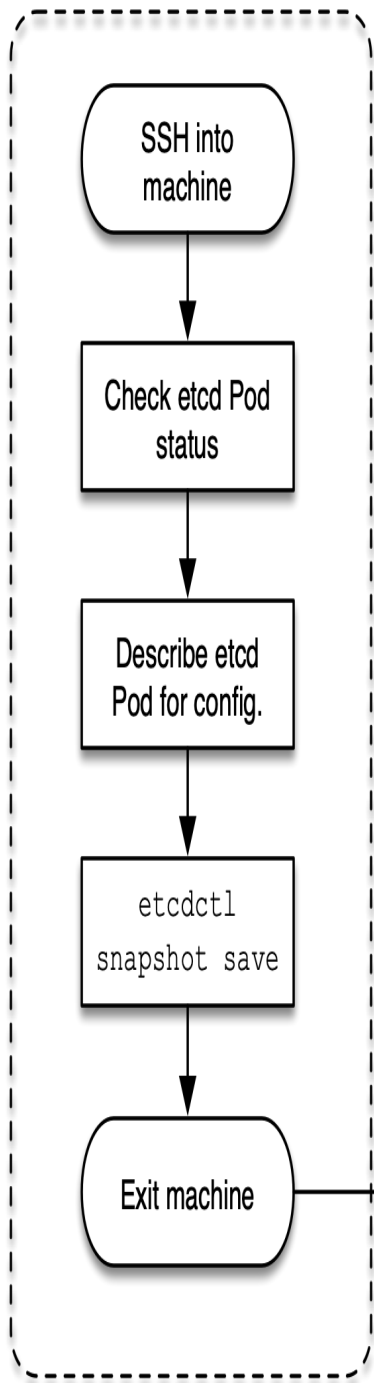 SSH into
machine
Check etcd Pod
status
Describe etcd
Pod for config.
etcdctl
snapshot save
Exit machine